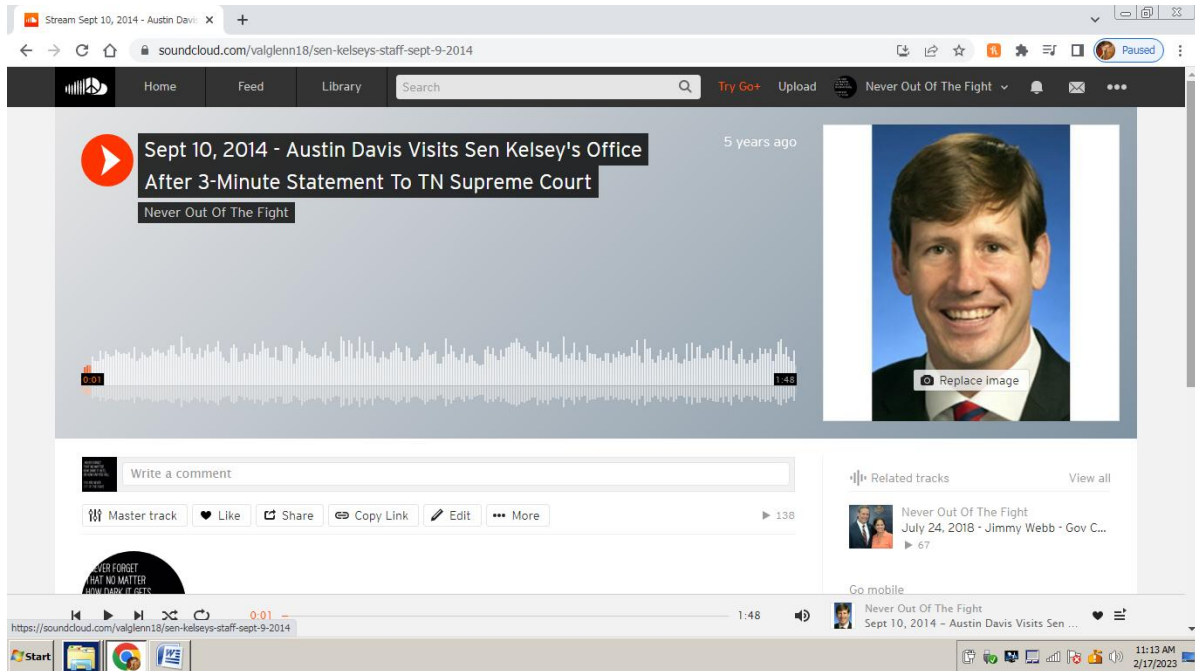 Stream Sept 10, 2014 - Austin Davi
soundcloud.com/valglenn18/sen-kelseys-staff-sept-9-2014
Paused
Home Feed Library Search Try Go+ Upload Never Out Of The Fight
Sept 10, 2014 - Austin Davis Visits Sen Kelsey's Office
After 3-Minute Statement To TN Supreme Court
Never Out Of The Fight
5 years ago
0:01
1:48
Replace image
Write a comment
Master track Like Share Copy Link Edit More
138
Related tracks View all
Never Out Of The Fight
July 24, 2018 - Jimmy Webb - Gov C...
67
Go mobile
EVER FORGET
THAT NO MATTER
HOW DARK IT GETS
0:01
1:48
Never Out Of The Fight
Sept 10, 2014 – Austin Davis Visits Sen ...
https://soundcloud.com/valglenn18/sen-kelseys-staff-sept-9-2014
Start
11:13 AM
2/17/2023